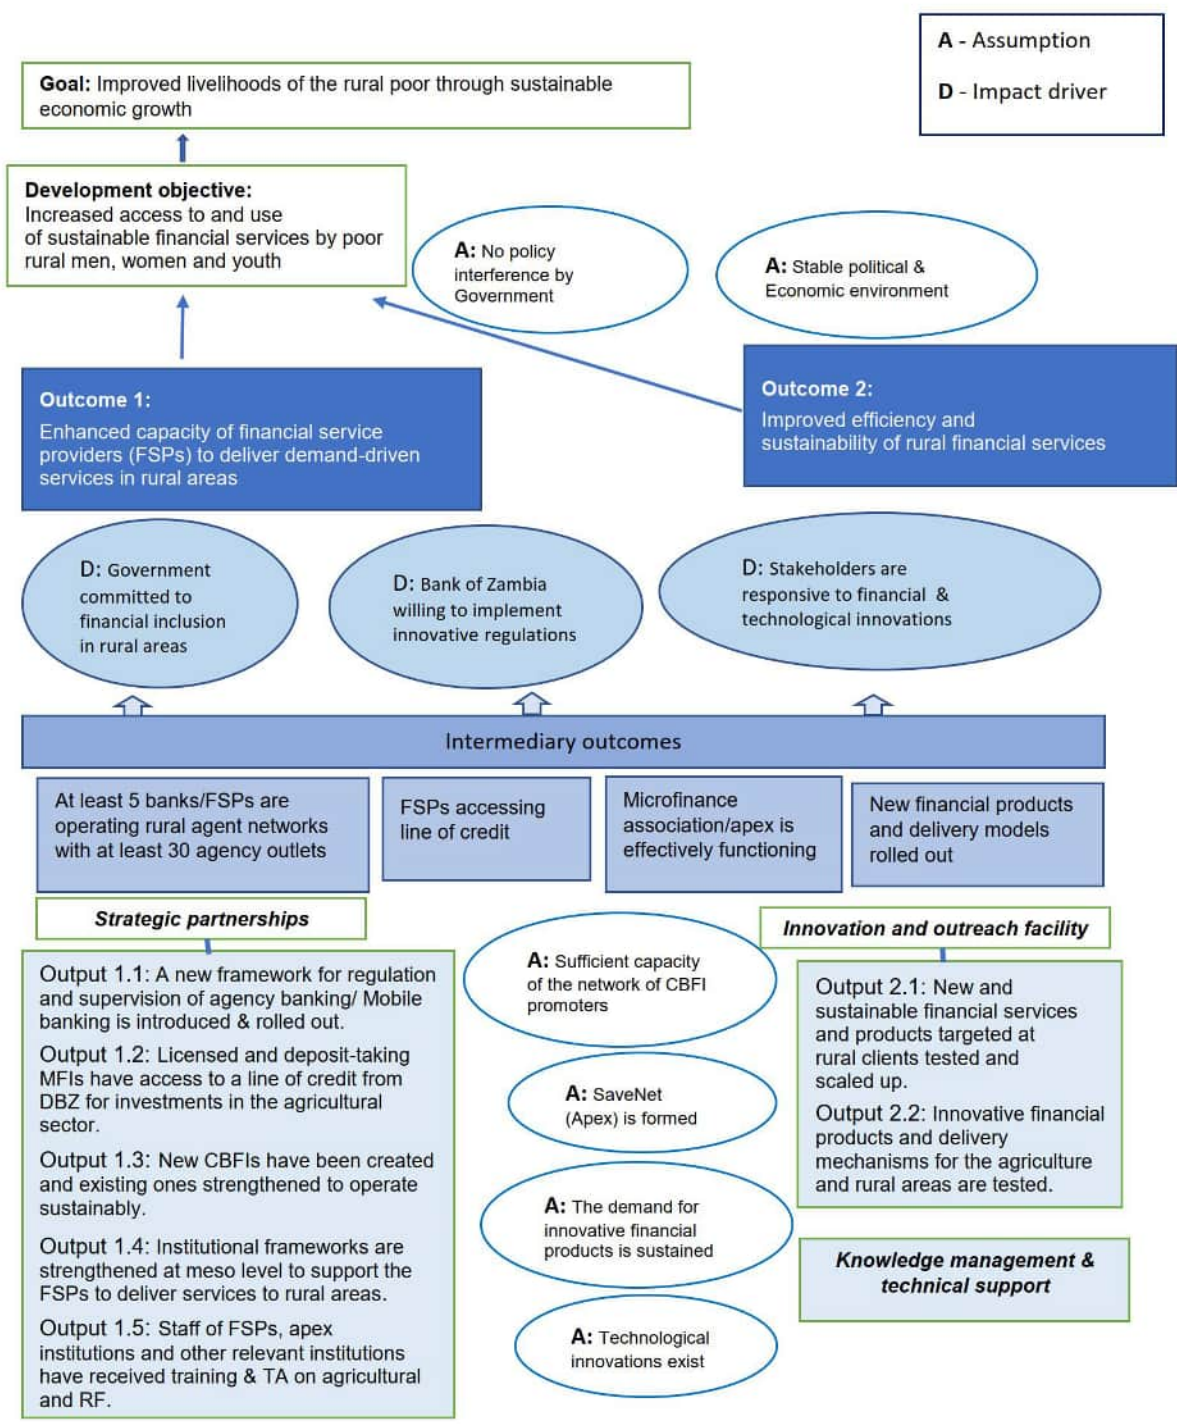 A - Assumption
D - Impact driver
Goal: Improved livelihoods of the rural poor through sustainable
economic growth
Development objective:
Increased access to and use
of sustainable financial services by poor
rural men, women and youth
A: No policy
interference by
Government
A: Stable political &
Economic environment
Outcome 1:
Enhanced capacity of financial service
providers (FSPs) to deliver demand-driven
services in rural areas
Outcome 2:
Improved efficiency and
sustainability of rural financial services
D: Government
committed to
financial inclusion
in rural areas
D: Bank of Zambia
willing to implement
innovative regulations
D: Stakeholders are
responsive to financial &
technological innovations
Intermediary outcomes
At least 5 banks/FSPs are
operating rural agent networks
with at least 30 agency outlets
FSPs accessing
line of credit
Microfinance
association/apex is
effectively functioning
New financial products
and delivery models
rolled out
Strategic partnerships
Output 1.1: A new framework for regulation
and supervision of agency banking/ Mobile
banking is introduced & rolled out.
Output 1.2: Licensed and deposit-taking
MFIs have access to a line of credit from
DBZ for investments in the agricultural
sector.
Output 1.3: New CBFIs have been created
and existing ones strengthened to operate
sustainably.
Output 1.4: Institutional frameworks are
strengthened at meso level to support the
FSPs to deliver services to rural areas.
Output 1.5: Staff of FSPs, apex
institutions and other relevant institutions
have received training & TA on agricultural
and RF.
A: Sufficient capacity
of the network of CBFI
promoters
A: SaveNet
(Apex) is formed
A: The demand for
innovative financial
products is sustained
A: Technological
innovations exist
Innovation and outreach facility
Output 2.1: New and
sustainable financial services
and products targeted at
rural clients tested and
scaled up.
Output 2.2: Innovative financial
products and delivery
mechanisms for the agriculture
and rural areas are tested.
Knowledge management &
technical support